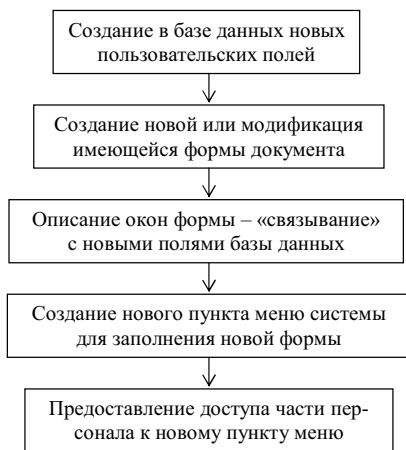 Создание в базе данных новых
пользовательских полей
Создание новой или модификация
имеющейся формы документа
Описание окон формы – «связывание»
с новыми полями базы данных
Создание нового пункта меню системы
для заполнения новой формы
Предоставление доступа части пер-
сонала к новому пункту меню